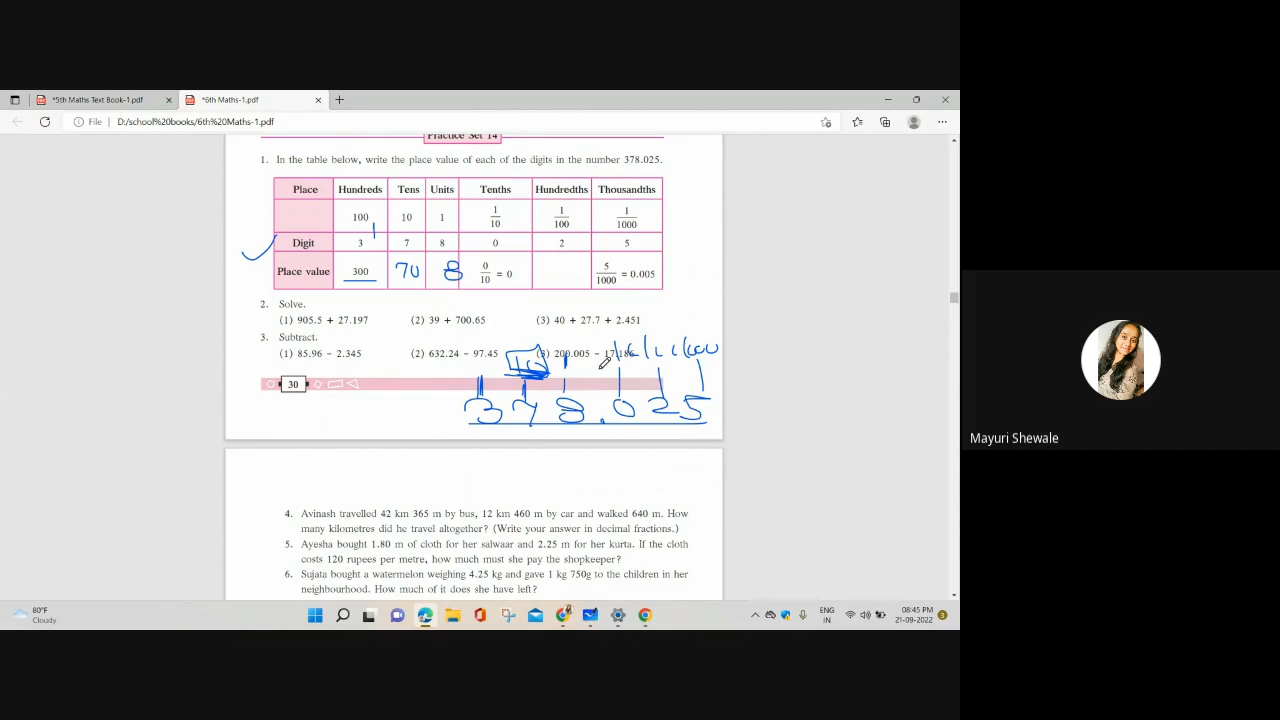 *5th Maths Text Book-1.pdf
*6th Maths-1.pdf
File
D:/school%20books/6th%20Maths-1.pdf
Practice Set 14
1. In the table below, write the place value of each of the digits in the number 378.025.
Place Hundreds Tens Units Tenths Hundredths Thousandths
100 10 1 1/10 1/100 1/1000
Digit 3 7 8 0 2 5
Place value 300 70 8 0/10 = 0 5/1000 = 0.005
2. Solve.
(1) 905.5 + 27.197 (2) 39 + 700.65 (3) 40 + 27.7 + 2.451
3. Subtract.
(1) 85.96 − 2.345 (2) 632.24 − 97.45 (3) 200.005 − 17.186
30
10
378.025
4. Avinash travelled 42 km 365 m by bus, 12 km 460 m by car and walked 640 m. How
many kilometres did he travel altogether? (Write your answer in decimal fractions.)
5. Ayesha bought 1.80 m of cloth for her salwaar and 2.25 m for her kurta. If the cloth
costs 120 rupees per metre, how much must she pay the shopkeeper?
6. Sujata bought a watermelon weighing 4.25 kg and gave 1 kg 750g to the children in her
neighbourhood. How much of it does she have left?
Mayuri Shewale
80°F
Cloudy
ENG
IN
08:45 PM
21-09-2022
3